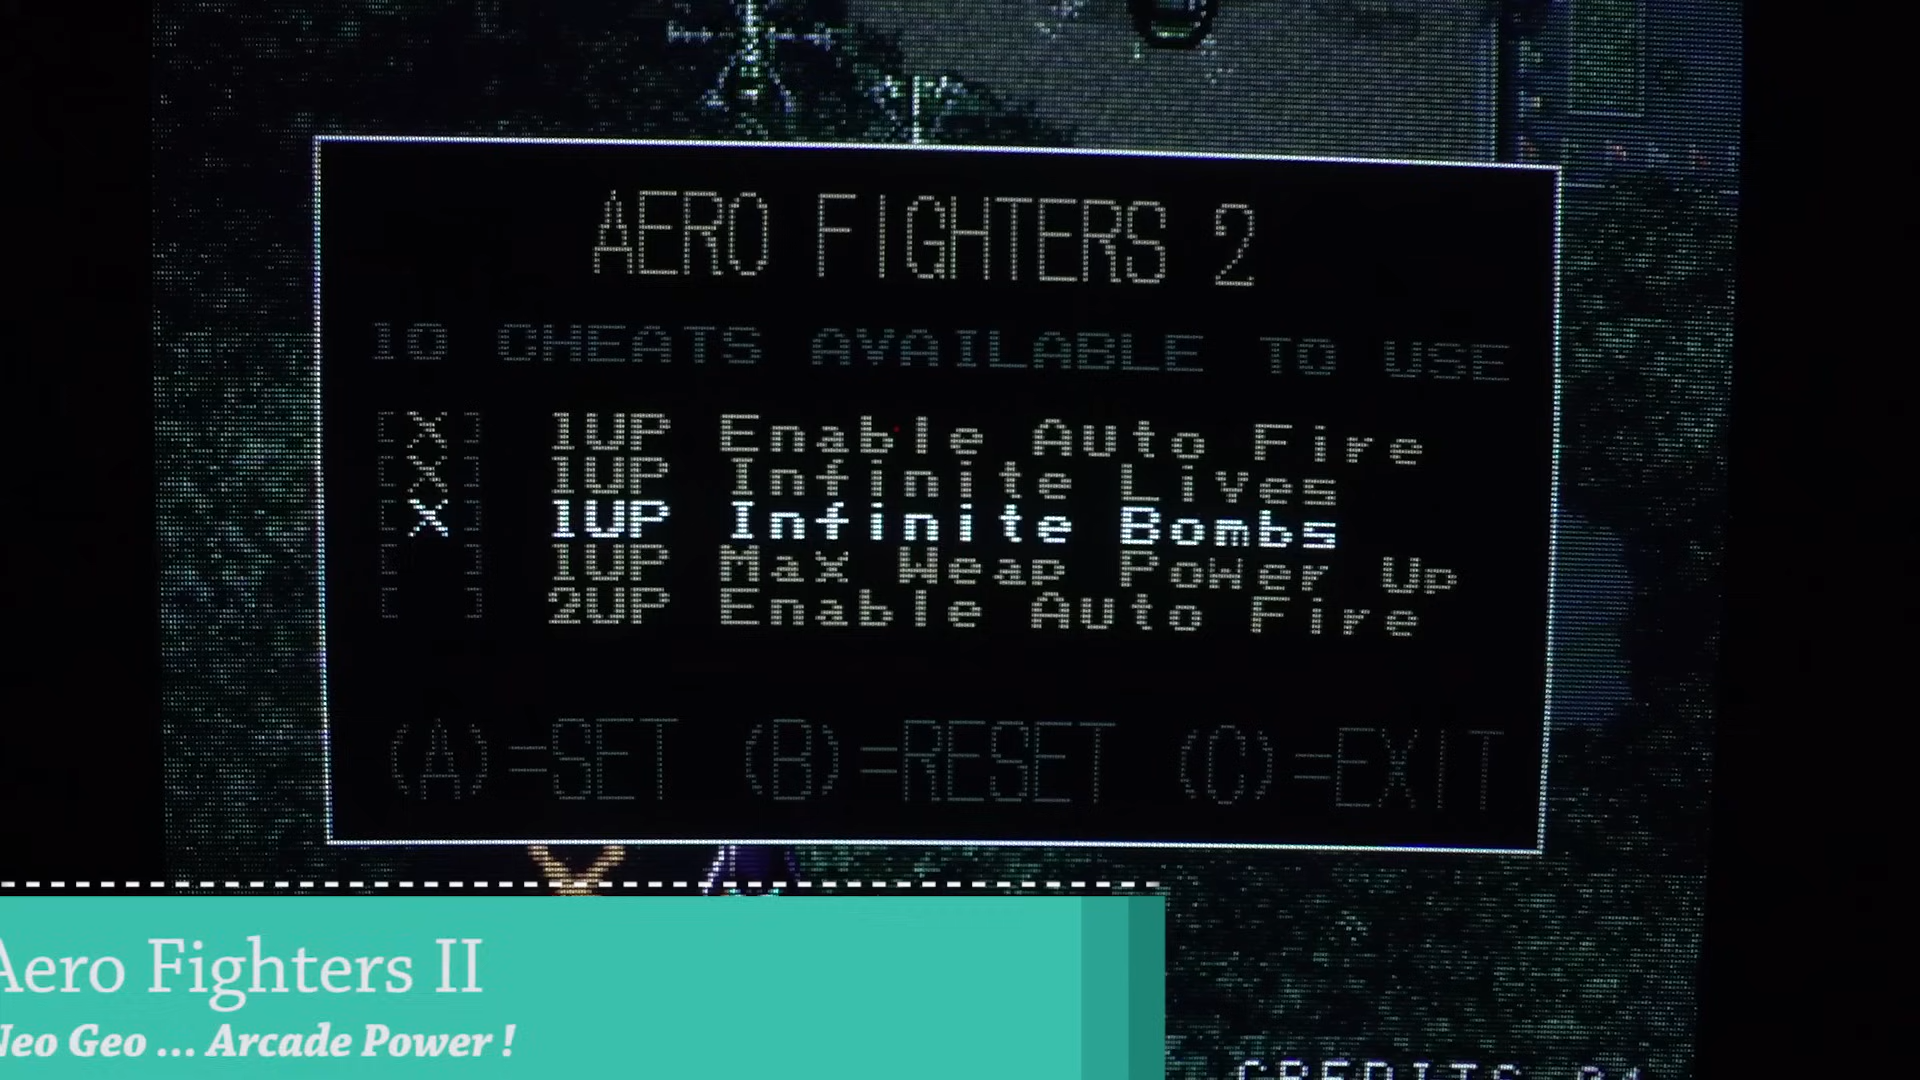 AERO FIGHTERS 2
10 CHEATS AVAILABLE TO USE
[X] 1UP Enable Auto Fire
[X] 1UP Infinite Lives
[X] 1UP Infinite Bombs
[ ] 1UP Max Weap Power Up
[ ] 2UP Enable Auto Fire
(A)=SET (B)=RESET (C)=EXIT
Aero Fighters II
Neo Geo ... Arcade Power !
CREDITS